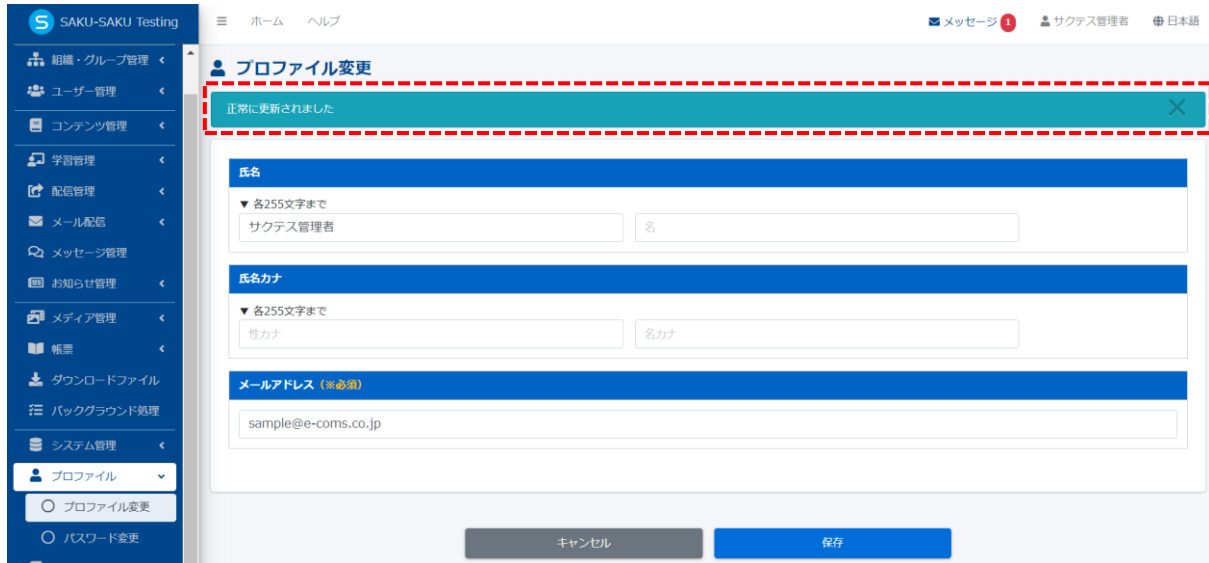 SAKU-SAKU Testing
ホーム ヘルプ
メッセージ 1 サクテス管理者 日本語
組織・グループ管理
ユーザー管理
コンテンツ管理
学習管理
配信管理
メール配信
メッセージ管理
お知らせ管理
メディア管理
帳票
ダウンロードファイル
バックグラウンド処理
システム管理
プロファイル
プロファイル変更
パスワード変更
プロファイル変更
正常に更新されました
氏名
▼ 各255文字まで
サクテス管理者 名
氏名カナ
▼ 各255文字まで
性カナ 名カナ
メールアドレス (※必須)
sample@e-coms.co.jp
キャンセル 保存